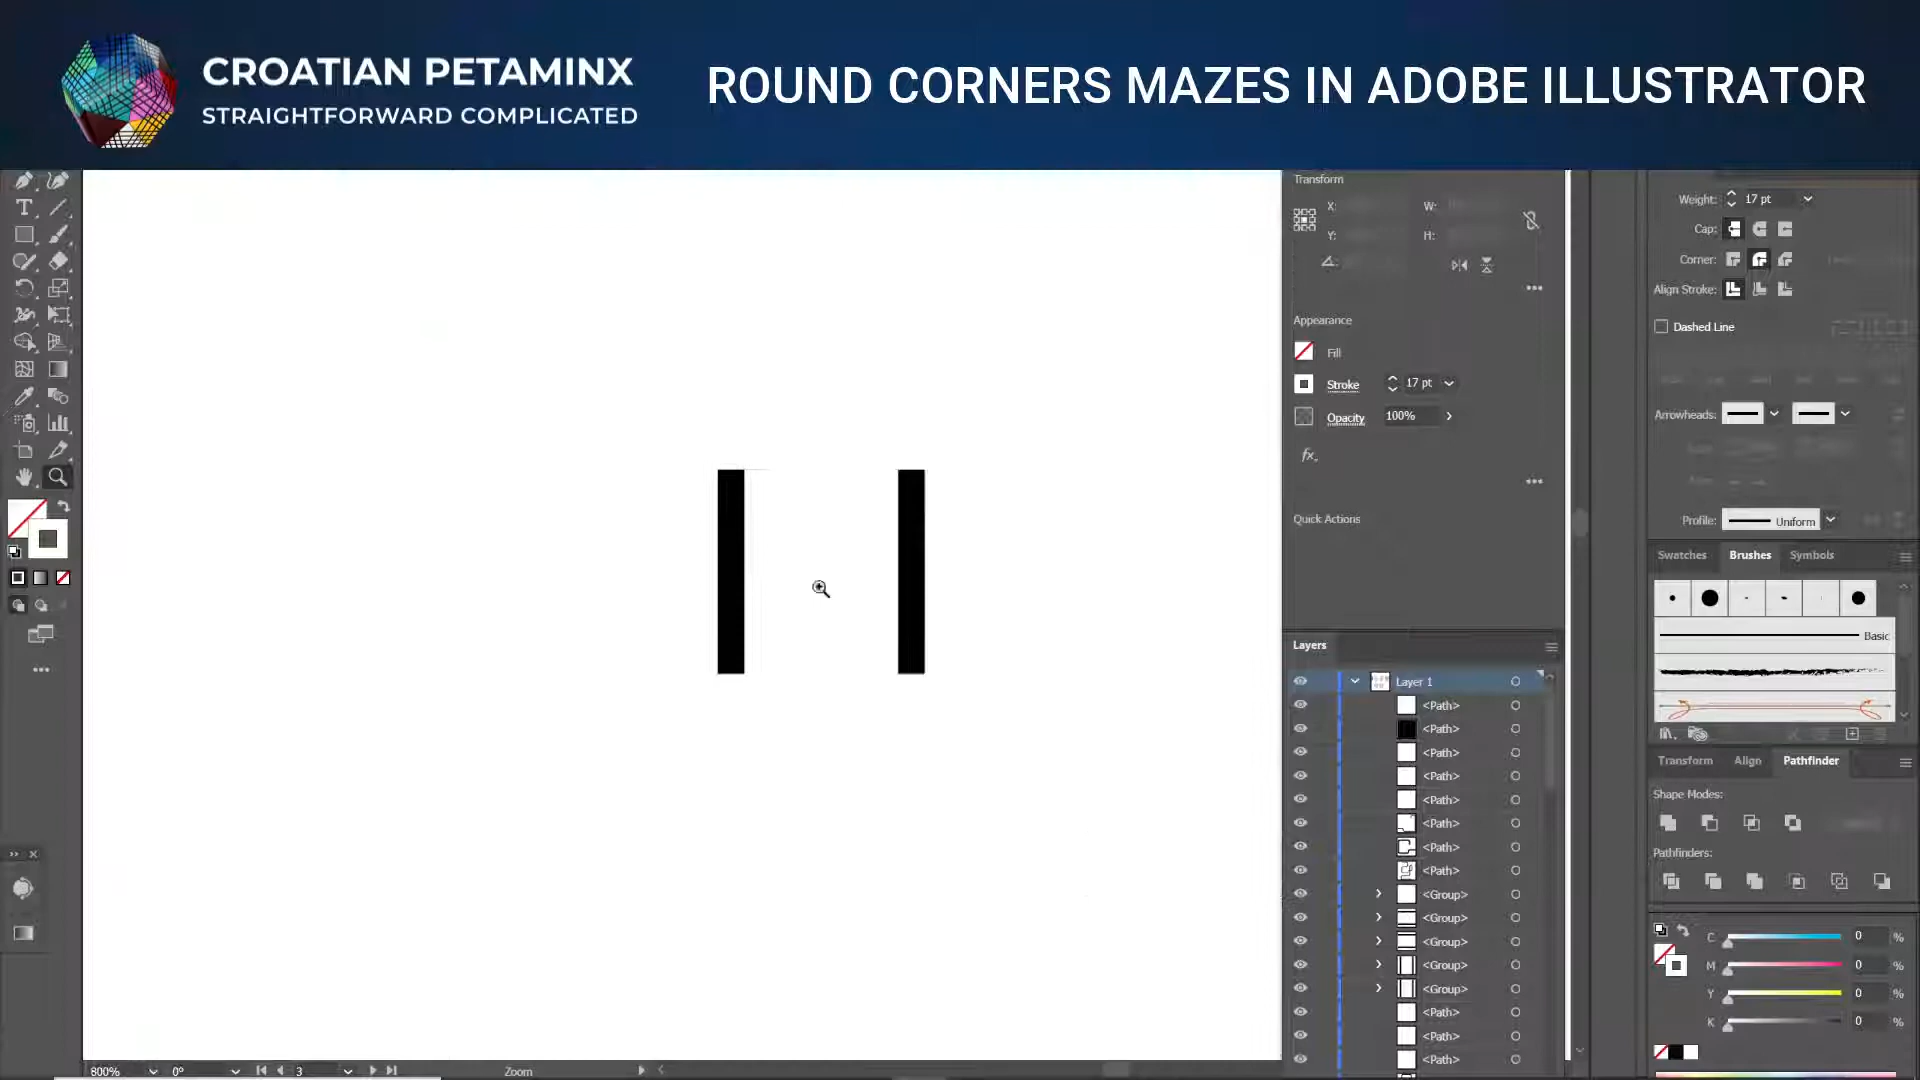 CROATIAN PETAMINX
STRAIGHTFORWARD COMPLICATED
ROUND CORNERS MAZES IN ADOBE ILLUSTRATOR
Transform
X: W:
Y: H:
Appearance
Fill
Stroke 17 pt
Opacity 100%
fx
Quick Actions
Layers
Layer 1
<Path>
<Path>
<Path>
<Path>
<Path>
<Path>
<Path>
<Path>
<Group>
<Group>
<Group>
<Group>
<Group>
<Path>
<Path>
<Path>
Weight: 17 pt
Cap:
Corner:
Align Stroke:
Dashed Line
Arrowheads:
Profile: Uniform
Swatches Brushes Symbols
Basic
Transform Align Pathfinder
Shape Modes:
Pathfinders:
C 0 %
M 0 %
Y 0 %
K 0 %
800% 0° 3 Zoom